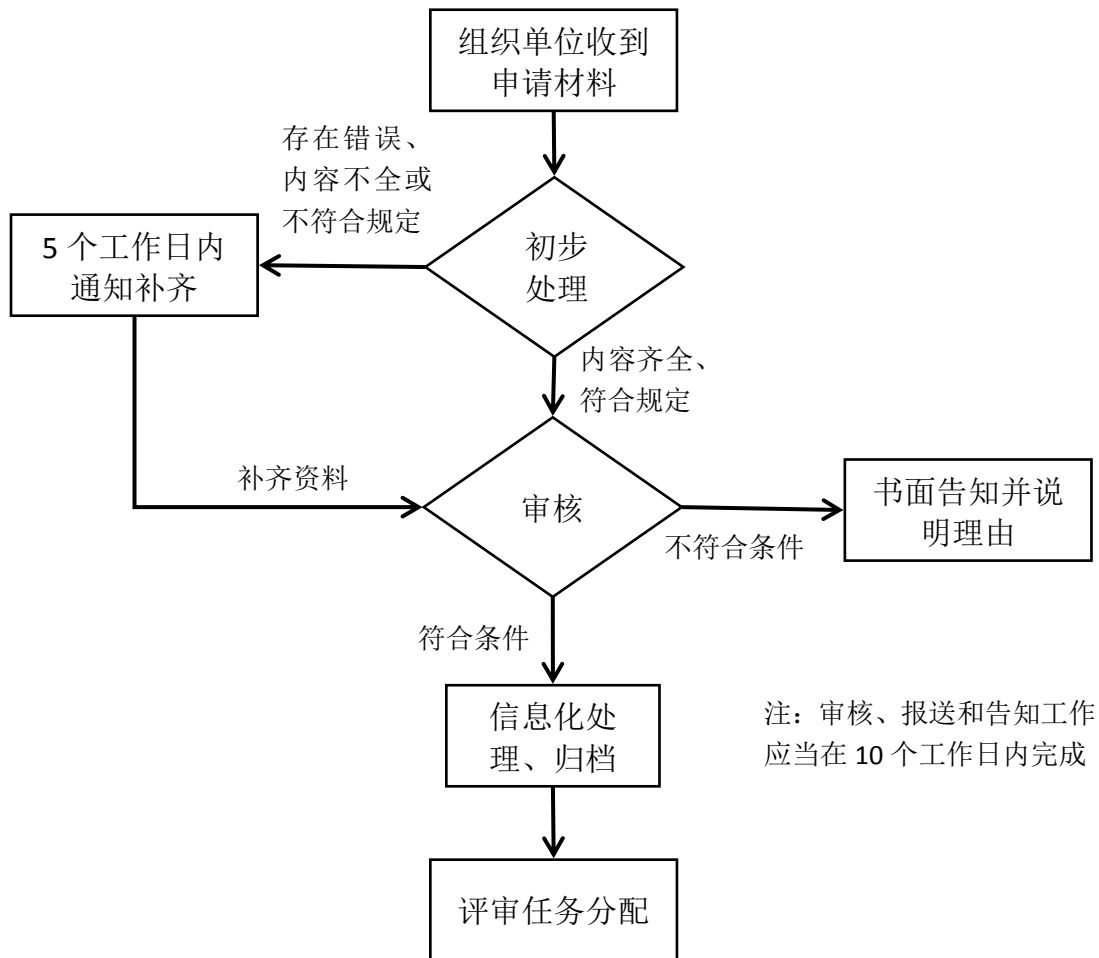 组织单位收到
申请材料
存在错误、
内容不全或
不符合规定
5 个工作日内
通知补齐
初步
处理
内容齐全、
符合规定
补齐资料
审核
不符合条件
书面告知并说
明理由
符合条件
信息化处
理、归档
注：审核、报送和告知工作
应当在 10 个工作日内完成
评审任务分配